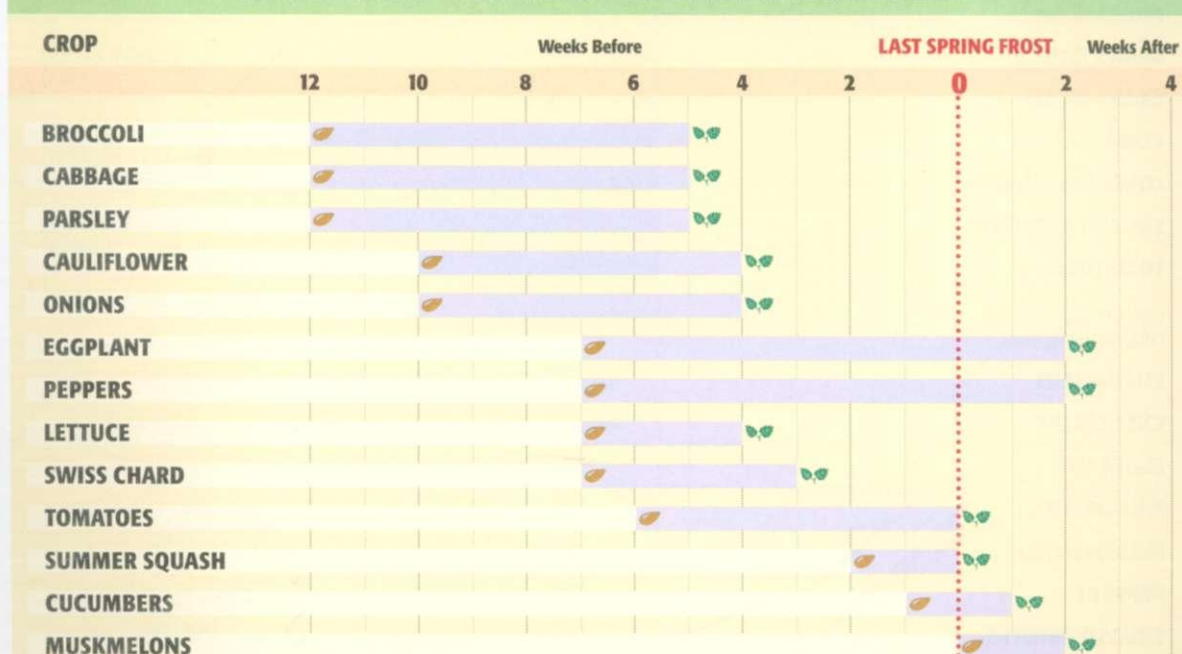 CROP Weeks Before LAST SPRING FROST Weeks After
12 10 8 6 4 2 0 2 4
BROCCOLI
CABBAGE
PARSLEY
CAULIFLOWER
ONIONS
EGGPLANT
PEPPERS
LETTUCE
SWISS CHARD
TOMATOES
SUMMER SQUASH
CUCUMBERS
MUSKMELONS